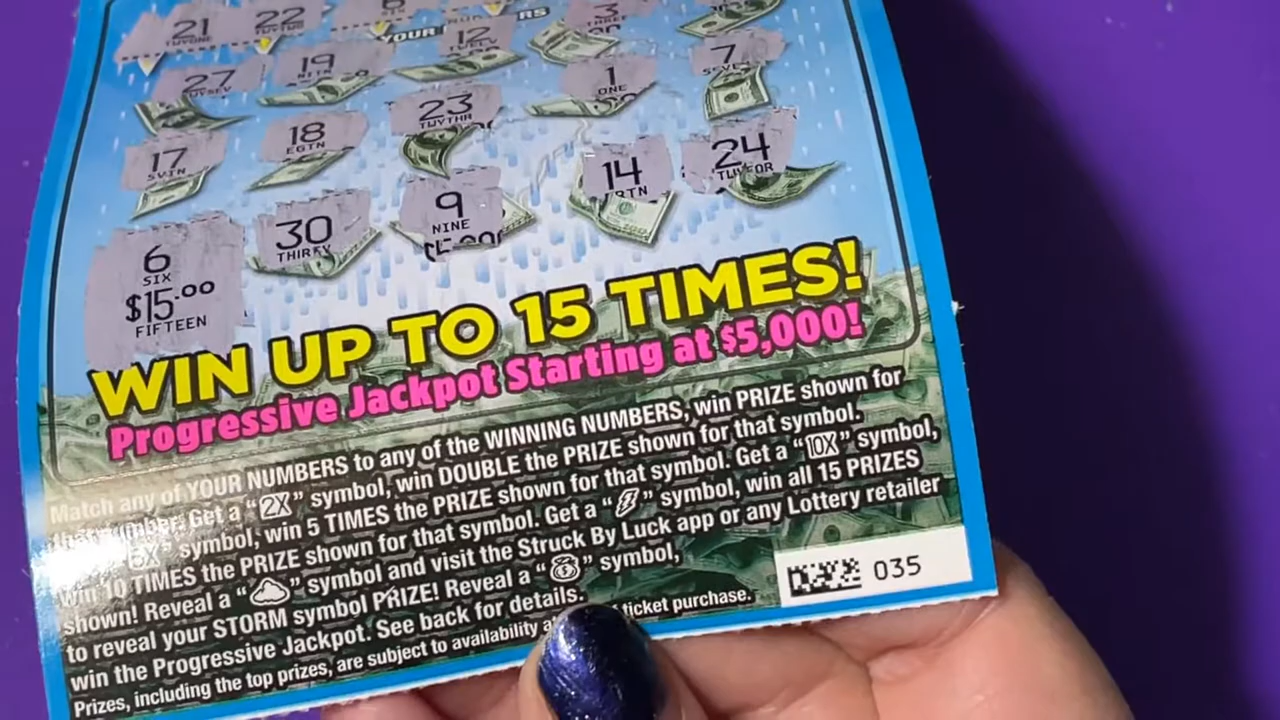 21 22 6
TWYONE TWYTWO SIX
YOUR NUMBERS
27 19 12 3
TWYSEV NITN TWELV THREE
17 18 23 1 7
SVTN EGTN TWYTHR ONE SEVE
6 30 9 14 24
SIX THIRTY NINE FRTN TWYFOR
$15.00
FIFTEEN
WIN UP TO 15 TIMES!
Progressive Jackpot Starting at $5,000!
Match any of YOUR NUMBERS to any of the WINNING NUMBERS, win PRIZE shown for
that number. Get a "2X" symbol, win DOUBLE the PRIZE shown for that symbol.
"5X" symbol, win 5 TIMES the PRIZE shown for that symbol. Get a "10X" symbol,
win 10 TIMES the PRIZE shown for that symbol. Get a " " symbol, win all 15 PRIZES
shown! Reveal a " " symbol and visit the Struck By Luck app or any Lottery retailer
to reveal your STORM symbol PRIZE! Reveal a " " symbol,
win the Progressive Jackpot. See back for details.
Prizes, including the top prizes, are subject to availability ticket purchase.
035